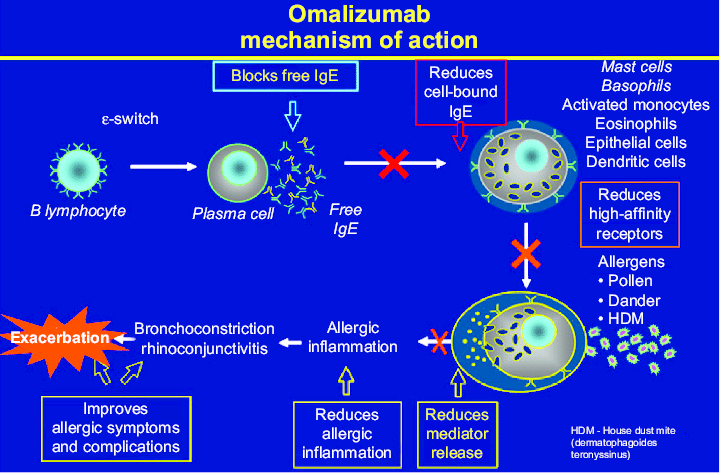 Omalizumab
mechanism of action
Blocks free IgE
Reduces
cell-bound
IgE
Mast cells
Basophils
Activated monocytes
Eosinophils
Epithelial cells
Dendritic cells
ε-switch
B lymphocyte
Plasma cell
Free
IgE
Reduces
high-affinity
receptors
Allergens
• Pollen
• Dander
• HDM
Exacerbation
Bronchoconstriction
rhinoconjunctivitis
Allergic
inflammation
Improves
allergic symptoms
and complications
Reduces
allergic
inflammation
Reduces
mediator
release
HDM - House dust mite
(dermatophagoides
teronyssinus)